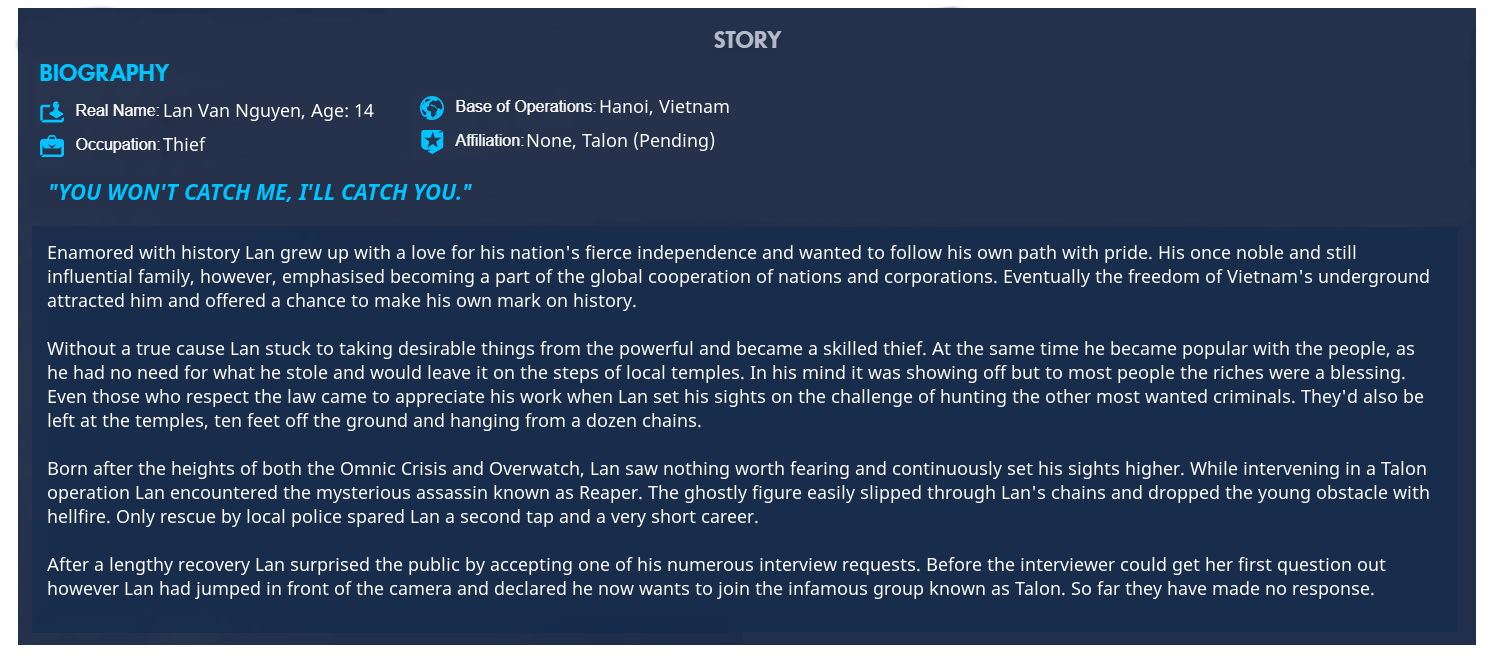 STORY
BIOGRAPHY
Real Name: Lan Van Nguyen, Age: 14
Base of Operations: Hanoi, Vietnam
Occupation: Thief
Affiliation: None, Talon (Pending)
"YOU WON'T CATCH ME, I'LL CATCH YOU."
Enamored with history Lan grew up with a love for his nation's fierce independence and wanted to follow his own path with pride. His once noble and still
influential family, however, emphasised becoming a part of the global cooperation of nations and corporations. Eventually the freedom of Vietnam's underground
attracted him and offered a chance to make his own mark on history.
Without a true cause Lan stuck to taking desirable things from the powerful and became a skilled thief. At the same time he became popular with the people, as
he had no need for what he stole and would leave it on the steps of local temples. In his mind it was showing off but to most people the riches were a blessing.
Even those who respect the law came to appreciate his work when Lan set his sights on the challenge of hunting the other most wanted criminals. They'd also be
left at the temples, ten feet off the ground and hanging from a dozen chains.
Born after the heights of both the Omnic Crisis and Overwatch, Lan saw nothing worth fearing and continuously set his sights higher. While intervening in a Talon
operation Lan encountered the mysterious assassin known as Reaper. The ghostly figure easily slipped through Lan's chains and dropped the young obstacle with
hellfire. Only rescue by local police spared Lan a second tap and a very short career.
After a lengthy recovery Lan surprised the public by accepting one of his numerous interview requests. Before the interviewer could get her first question out
however Lan had jumped in front of the camera and declared he now wants to join the infamous group known as Talon. So far they have made no response.